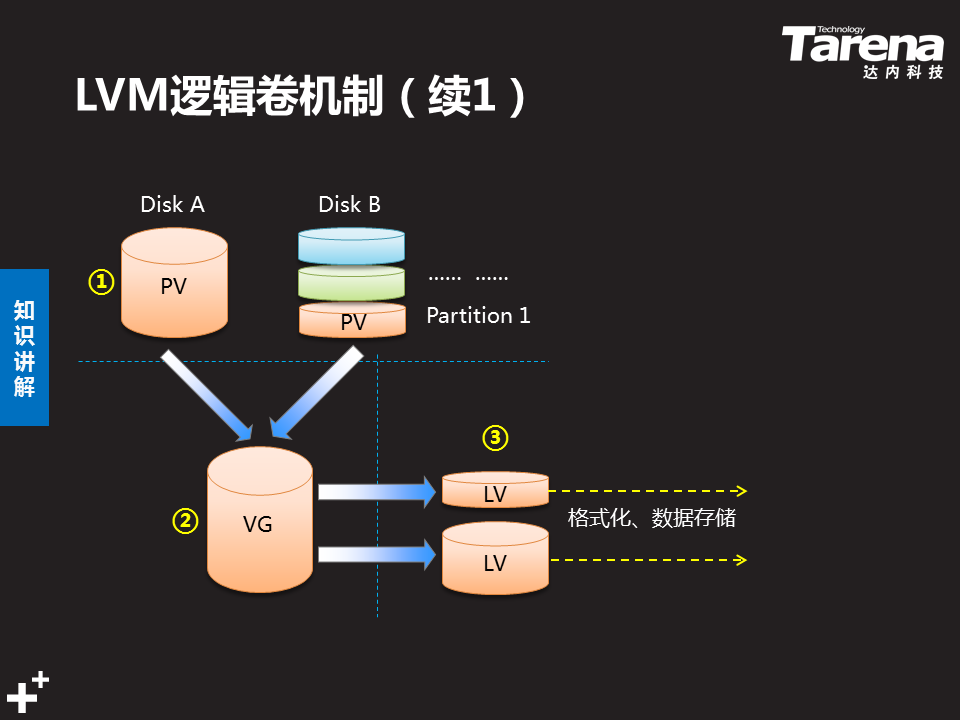 Technology
Tarena
达内科技
LVM逻辑卷机制（续1）
Disk A
Disk B
①
PV
PV
...... ......
Partition 1
知识讲解
③
②
VG
LV
格式化、数据存储
LV